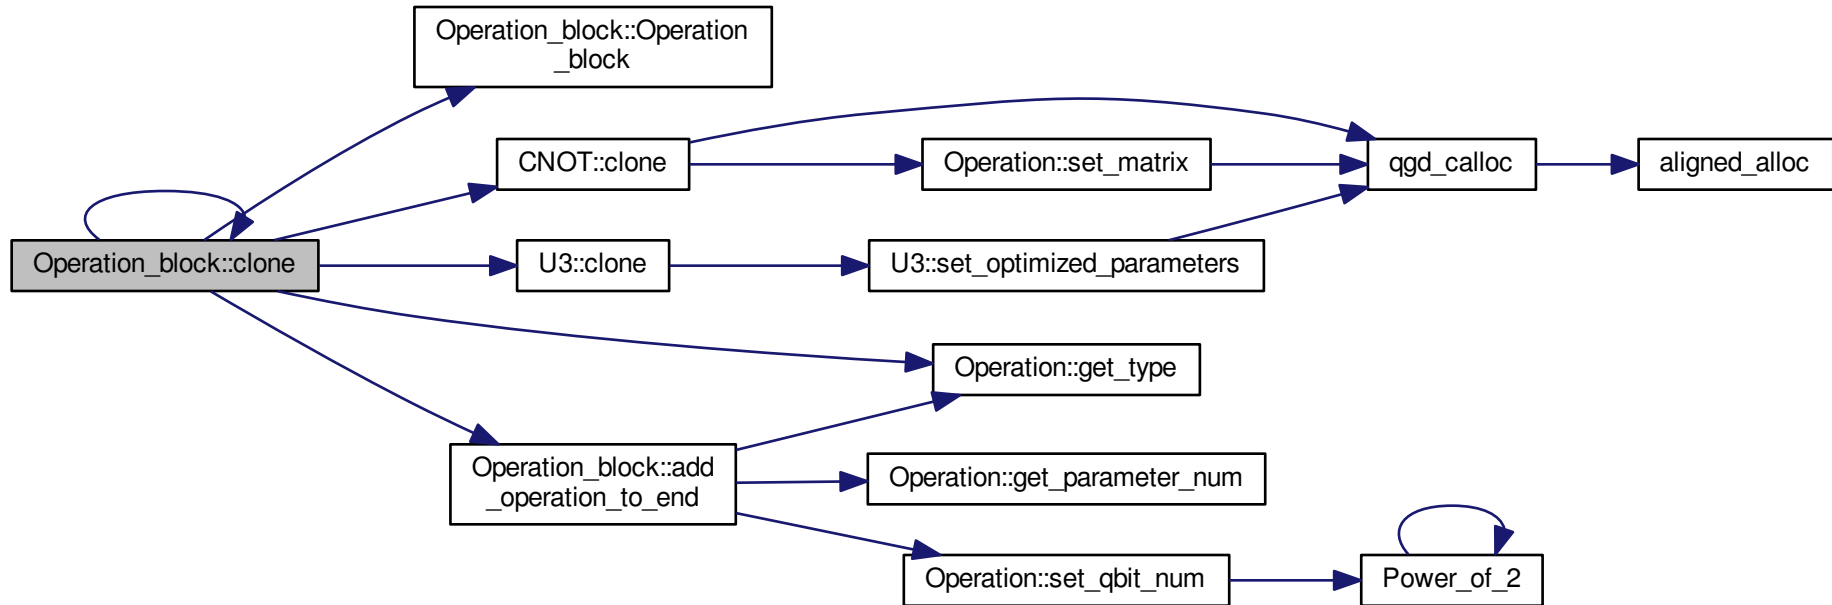 Operation_block::Operation
_block
CNOT::clone
Operation::set_matrix
qgd_calloc
aligned_alloc
Operation_block::clone
U3::clone
U3::set_optimized_parameters
Operation::get_type
Operation_block::add
_operation_to_end
Operation::get_parameter_num
Operation::set_qbit_num
Power_of_2